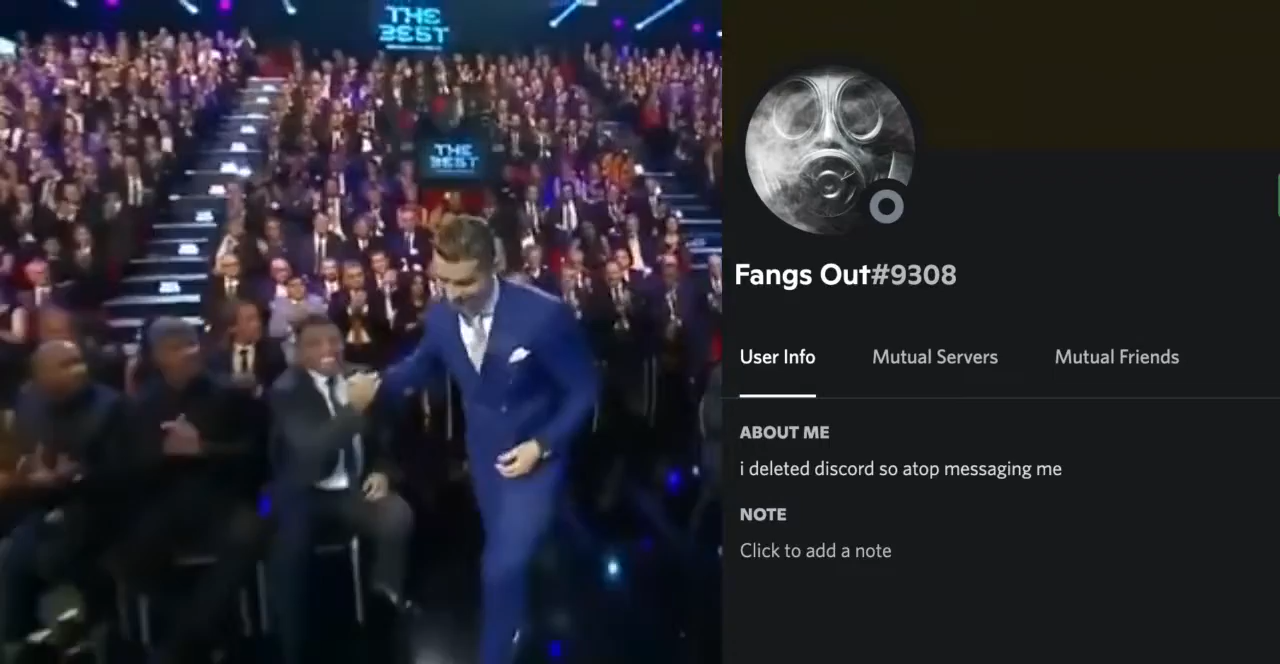 THE
BEST
THE
BEST
Fangs Out#9308
User Info
Mutual Servers
Mutual Friends
ABOUT ME
i deleted discord so atop messaging me
NOTE
Click to add a note